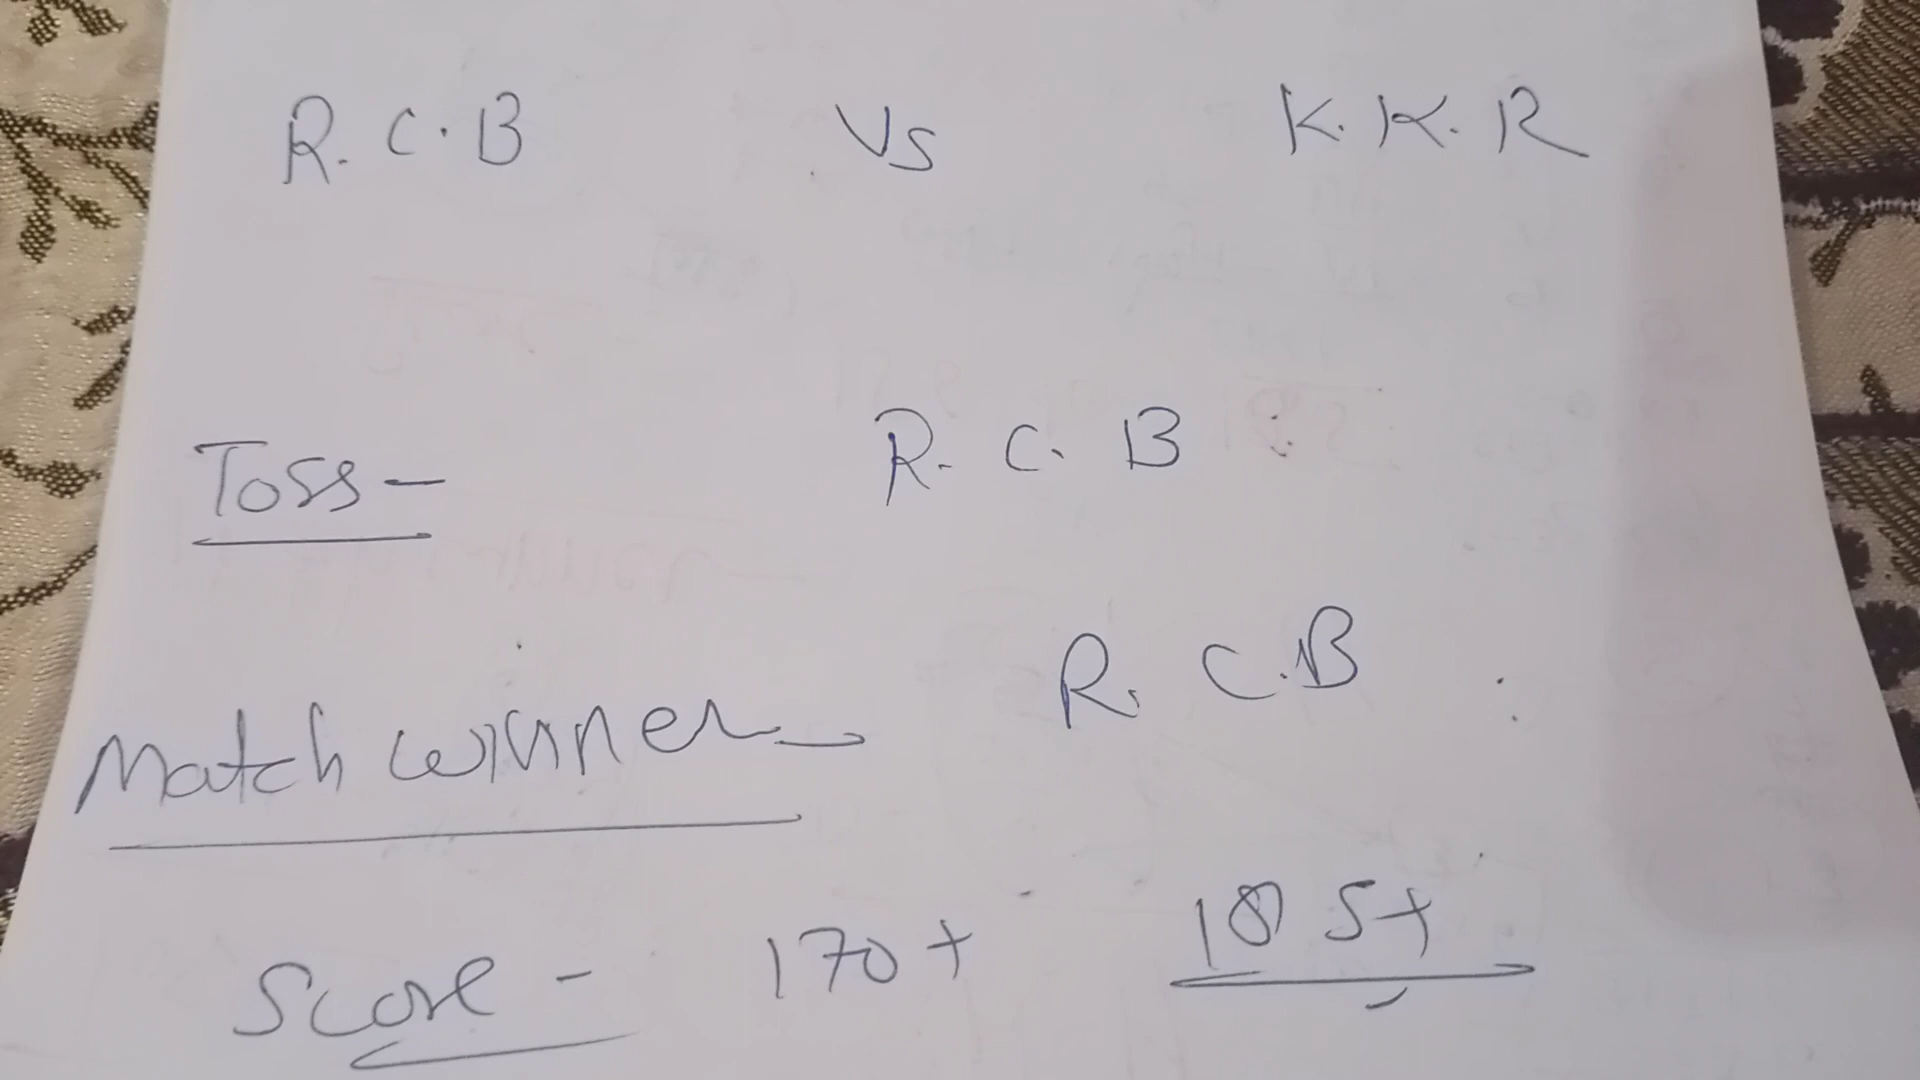 R. C. B Vs K. K. R
Toss- R. C. B
Match winner- R. C. B
Score - 170+ 185+